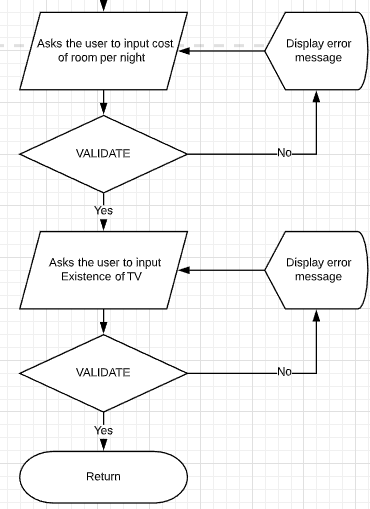 Asks the user to input cost
of room per night
Display error
message
VALIDATE
No
Yes
Asks the user to input
Existence of TV
Display error
message
VALIDATE
No
Yes
Return